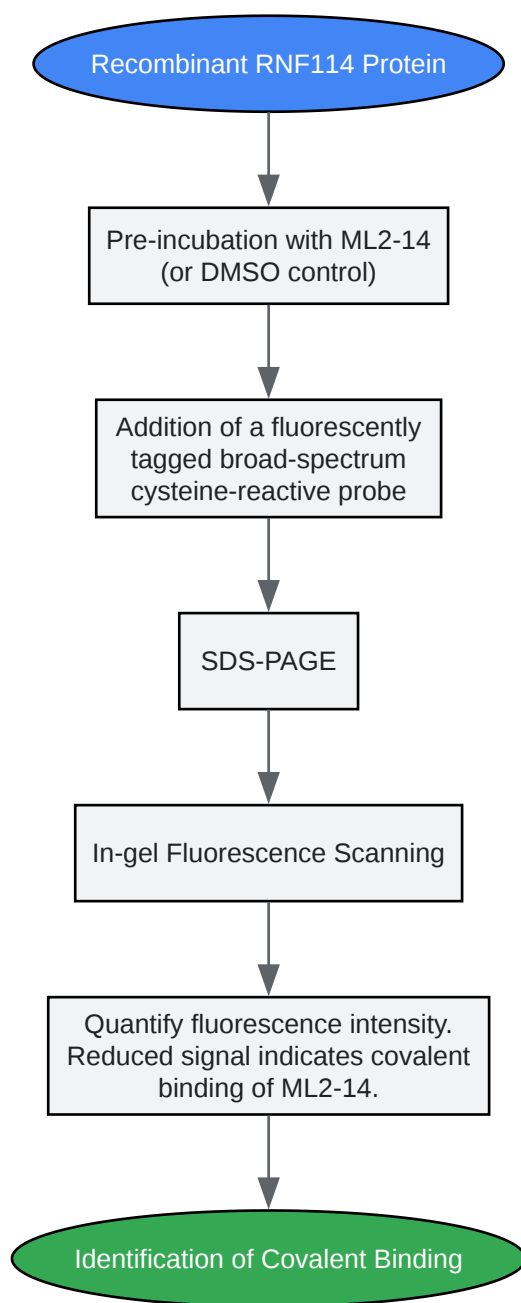 Recombinant RNF114 Protein
Pre-incubation with ML2-14
(or DMSO control)
Addition of a fluorescently
tagged broad-spectrum
cysteine-reactive probe
SDS-PAGE
In-gel Fluorescence Scanning
Quantify fluorescence intensity.
Reduced signal indicates covalent
binding of ML2-14.
Identification of Covalent Binding